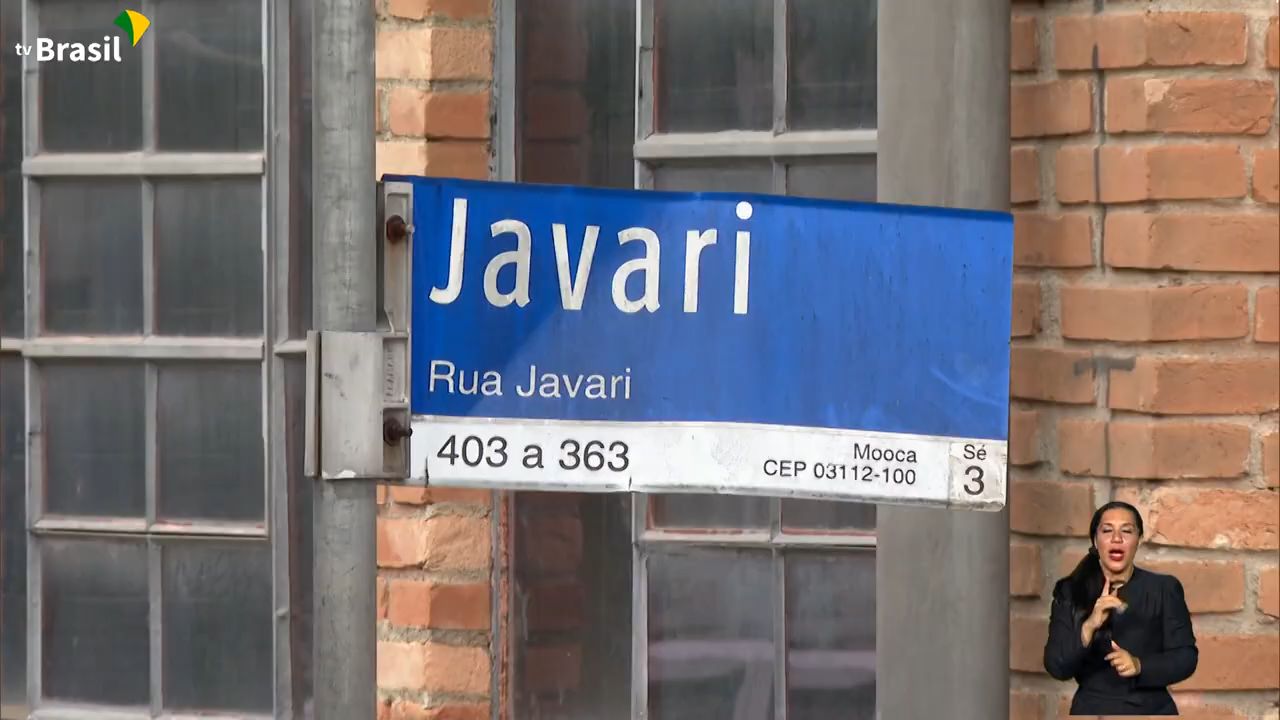 tv Brasil
Javari
Rua Javari
403 a 363
Mooca
CEP 03112-100
Sé
3